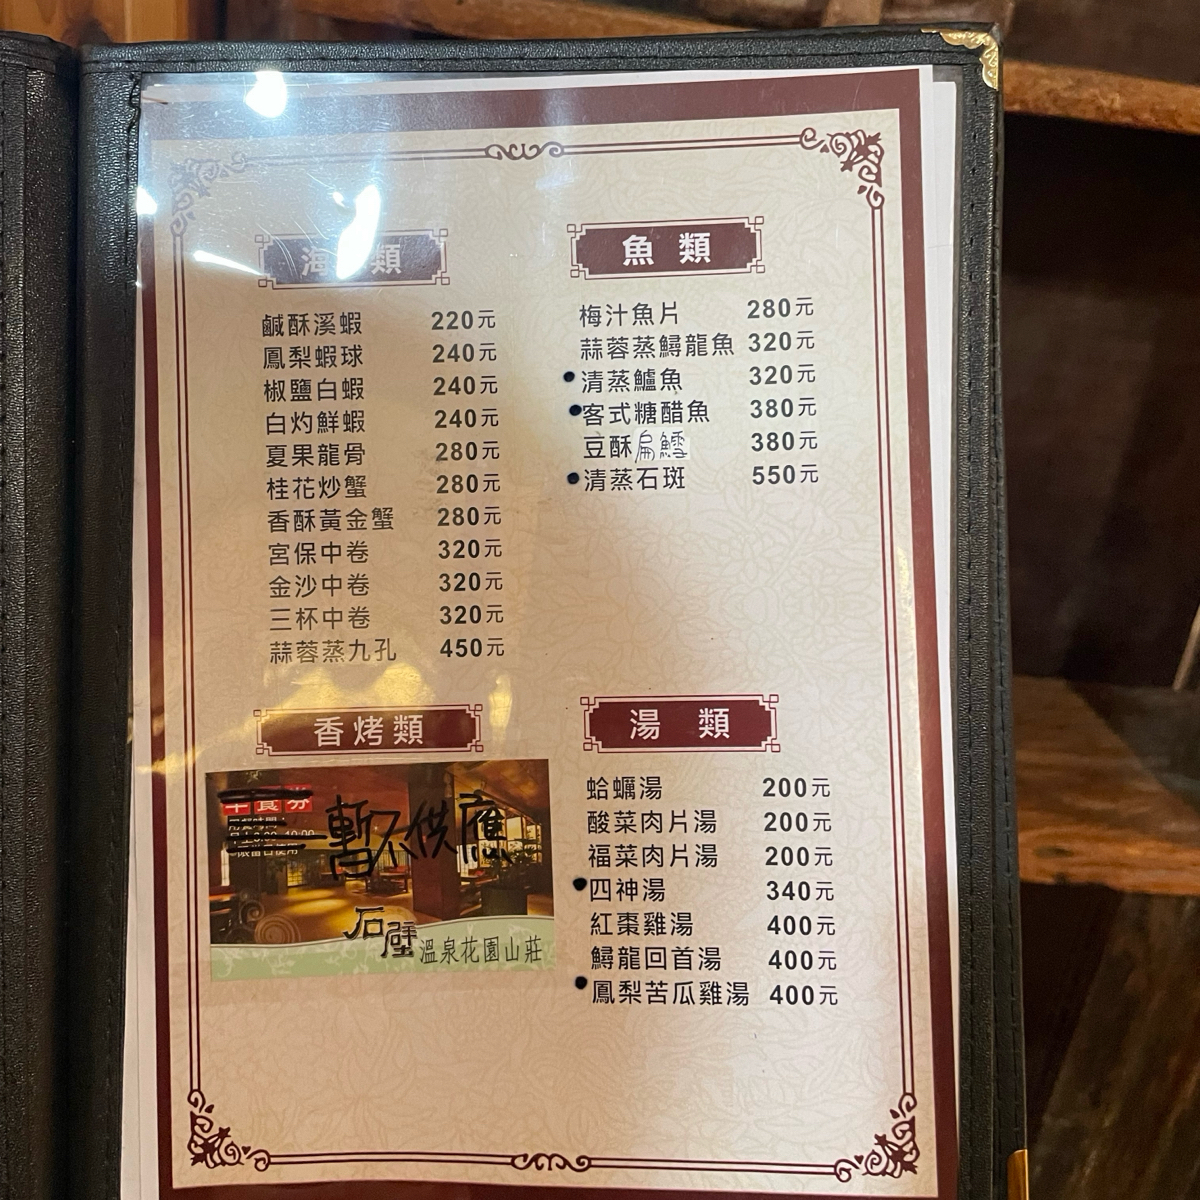 海 類
鹹酥溪蝦 220元
鳳梨蝦球 240元
椒鹽白蝦 240元
白灼鮮蝦 240元
夏果龍骨 280元
桂花炒蟹 280元
香酥黃金蟹 280元
宮保中卷 320元
金沙中卷 320元
三杯中卷 320元
蒜蓉蒸九孔 450元
魚 類
梅汁魚片 280元
蒜蓉蒸鱘龍魚 320元
清蒸鱸魚 320元
客式糖醋魚 380元
豆酥扁鱈 380元
清蒸石斑 550元
香烤類
暫不供應
石壁
溫泉花園山莊
湯 類
蛤蠣湯 200元
酸菜肉片湯 200元
福菜肉片湯 200元
四神湯 340元
紅棗雞湯 400元
鱘龍回首湯 400元
鳳梨苦瓜雞湯 400元